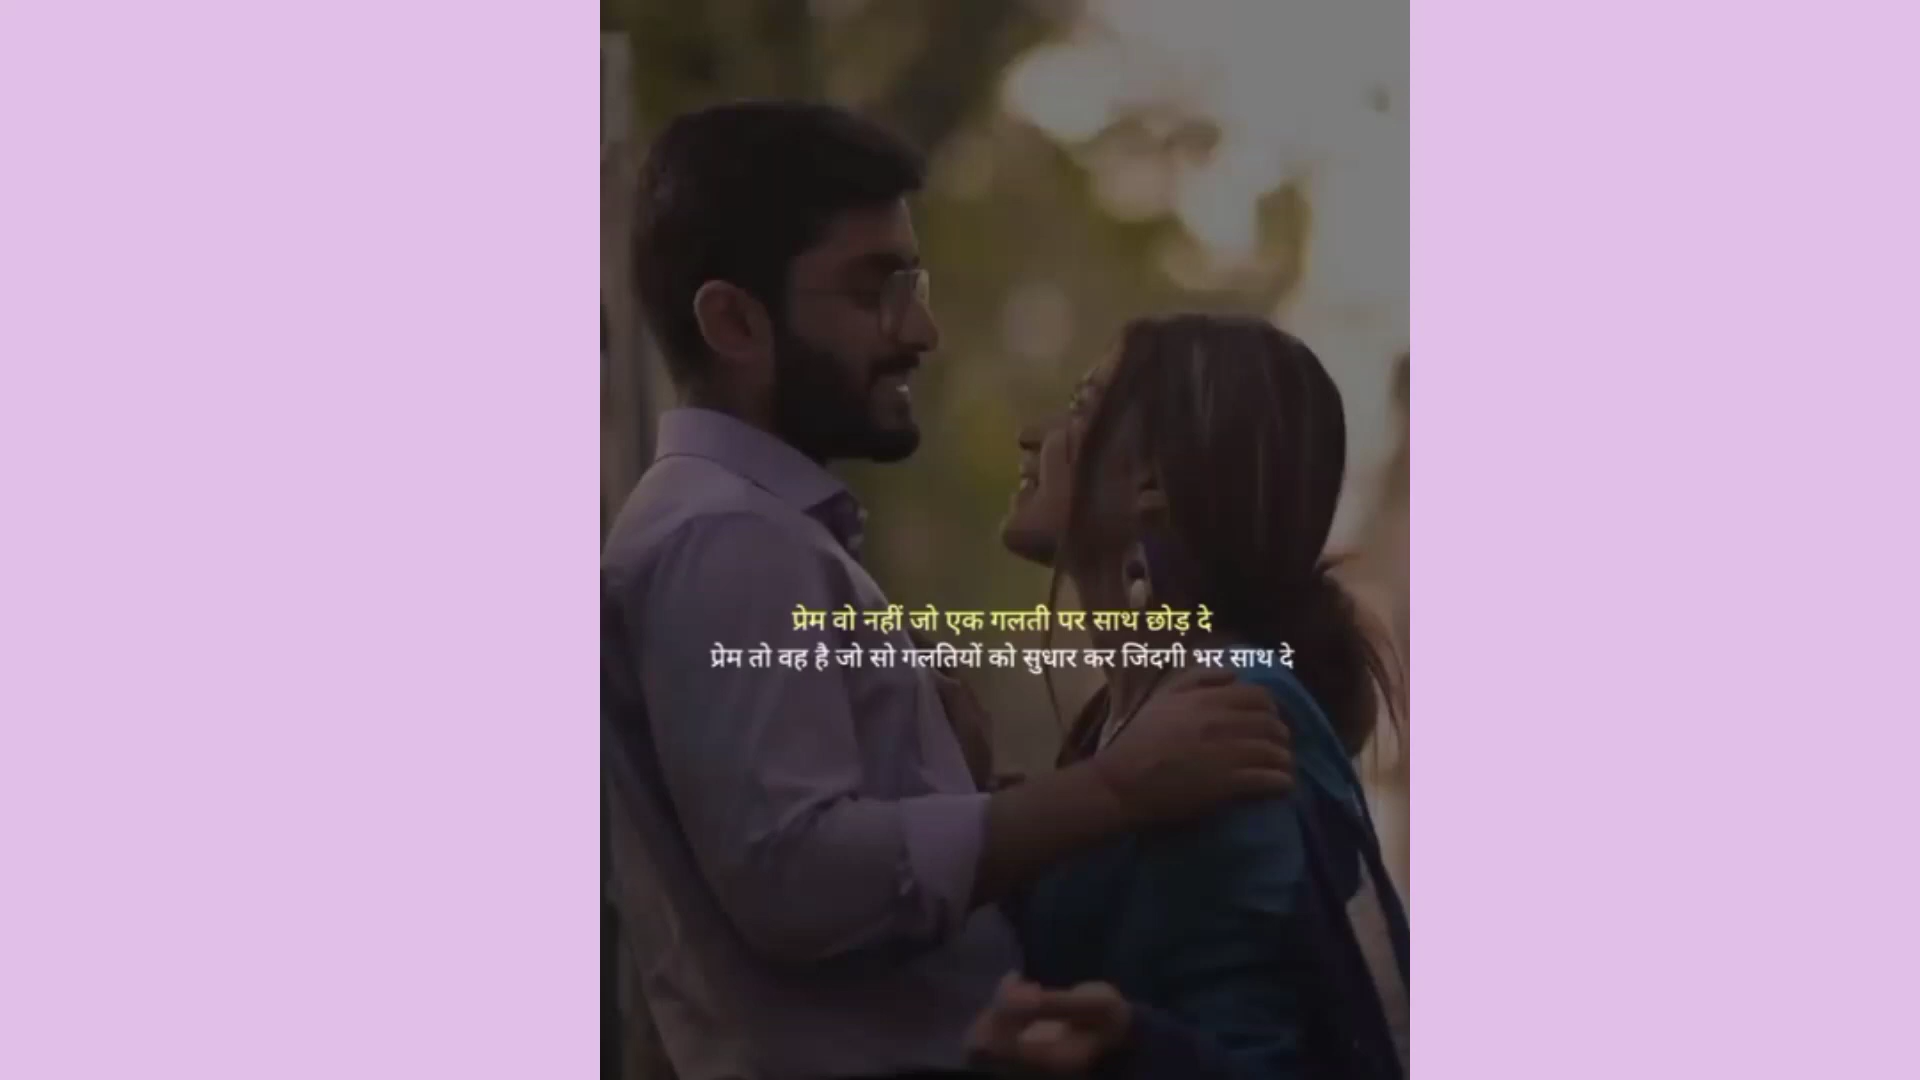 प्रेम वो नहीं जो एक गलती पर साथ छोड़ दे
प्रेम तो वह है जो सो गलतियों को सुधार कर जिंदगी भर साथ दे